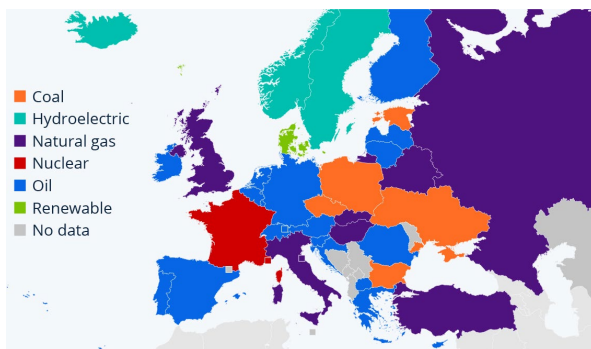 Coal
Hydroelectric
Natural gas
Nuclear
Oil
Renewable
No data